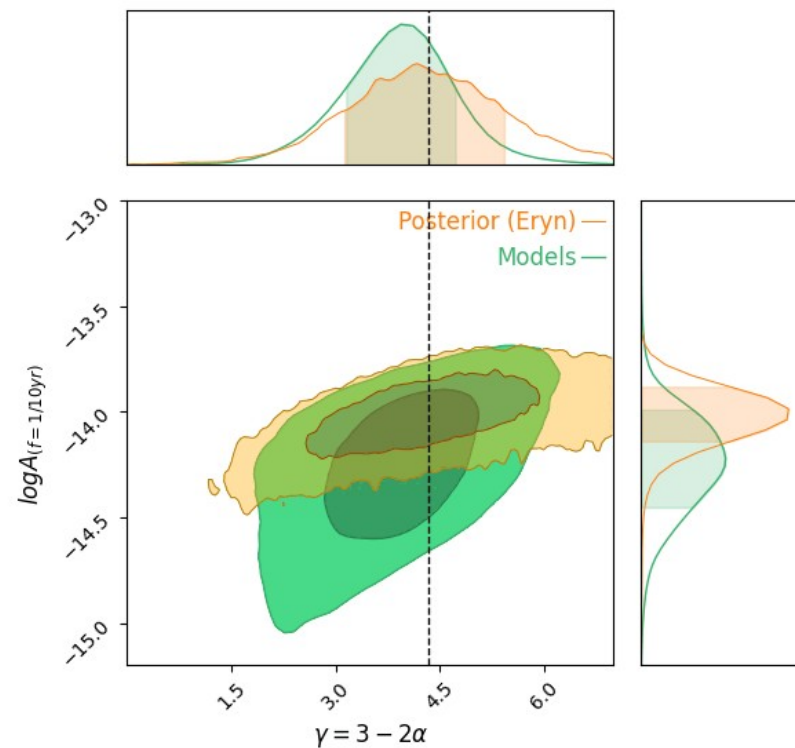 −13.0
Posterior (Eryn)
Models
−13.5
−14.0
−14.5
−15.0
logA(f=1/10yr)
1.5 3.0 4.5 6.0
γ = 3 − 2α